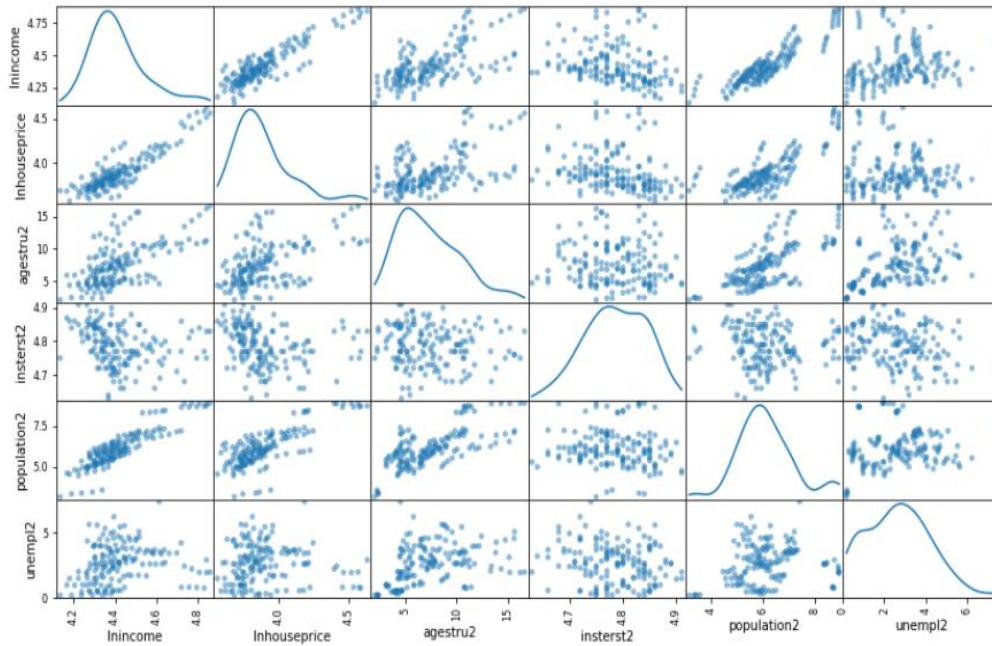 lnincome
4.75
4.50
4.25
lnhouseprice
4.5
4.0
agestru2
15
10
5
insterst2
4.9
4.8
4.7
population2
7.5
5.0
unempl2
5
0
4.2 4.4 4.6 4.8 4.0 4.5 5 10 15 4.7 4.8 4.9 4 6 8 0 2 4 6
lnincome lnhouseprice agestru2 insterst2 population2 unempl2